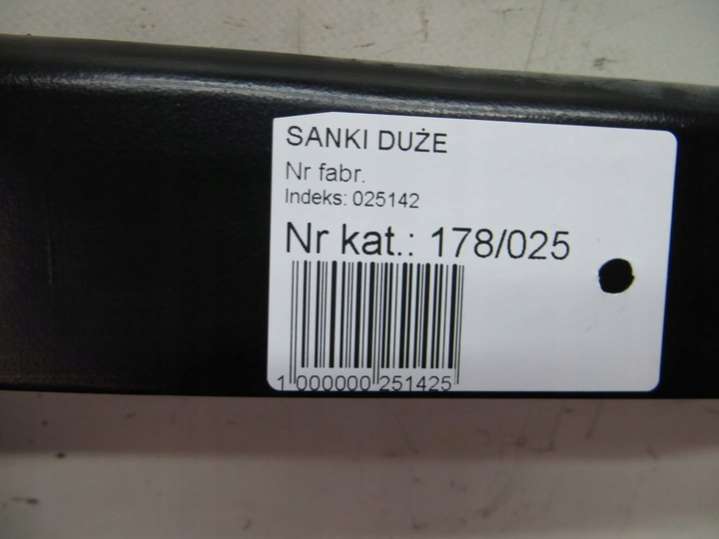 SANKI DUŻE
Nr fabr.
Indeks: 025142
Nr kat.: 178/025
1 000000 251425